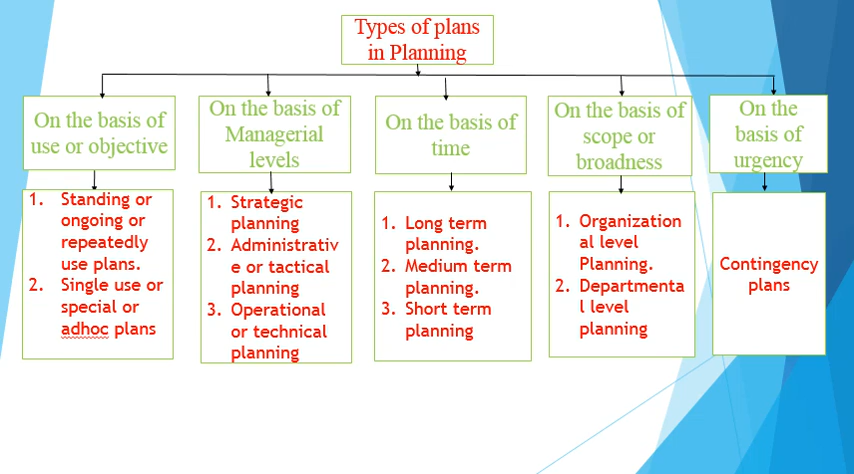 Types of plans
in Planning
On the basis of
use or objective
On the basis of
Managerial
levels
On the basis of
time
On the basis of
scope or
broadness
On the
basis of
urgency
1. Standing or
ongoing or
repeatedly
use plans.
2. Single use or
special or
adhoc plans
1. Strategic
planning
2. Administrativ
e or tactical
planning
3. Operational
or technical
planning
1. Long term
planning.
2. Medium term
planning.
3. Short term
planning
1. Organization
al level
Planning.
2. Departmenta
l level
planning
Contingency
plans